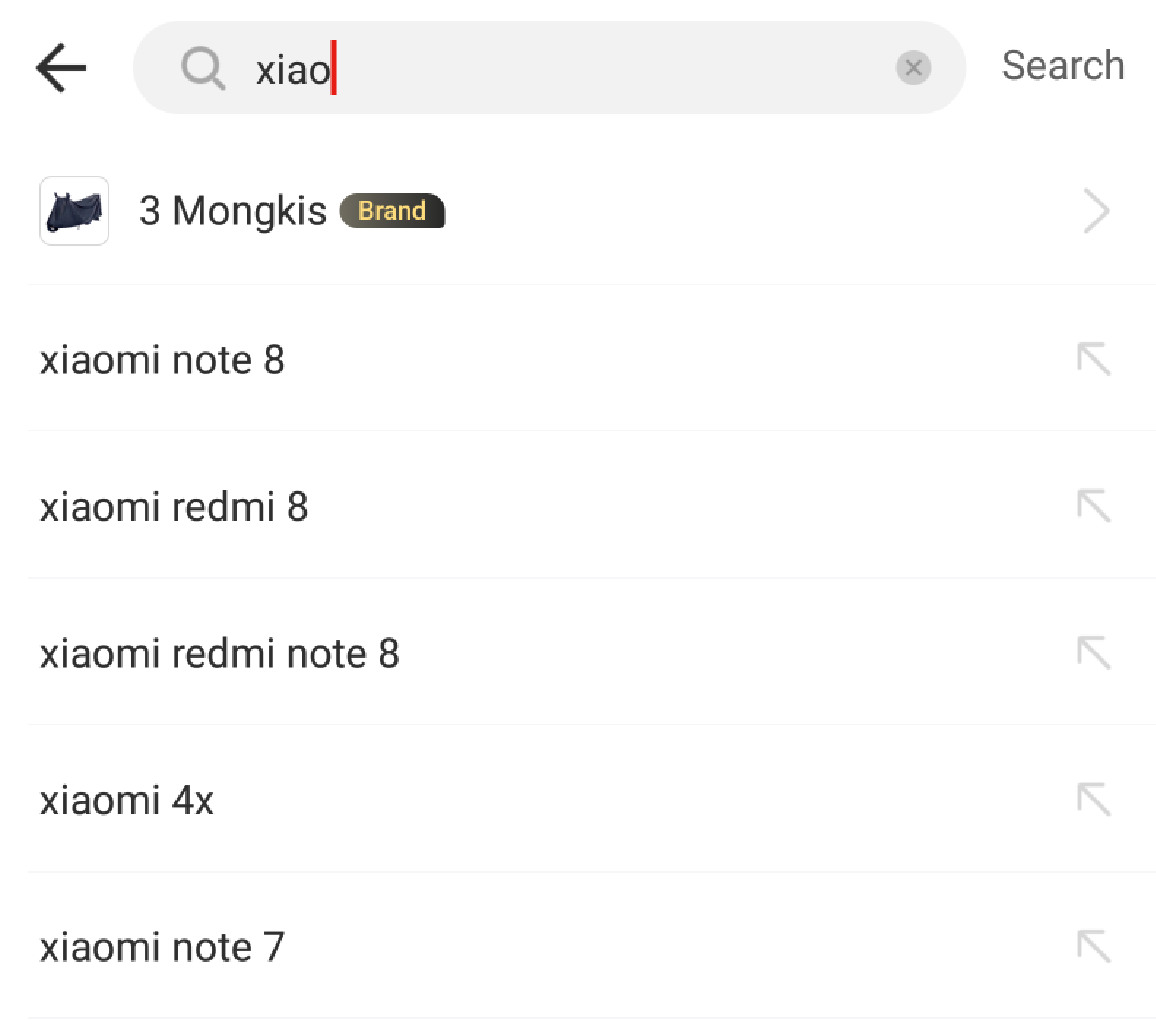 xiao
Search
3 Mongkis Brand
xiaomi note 8
xiaomi redmi 8
xiaomi redmi note 8
xiaomi 4x
xiaomi note 7